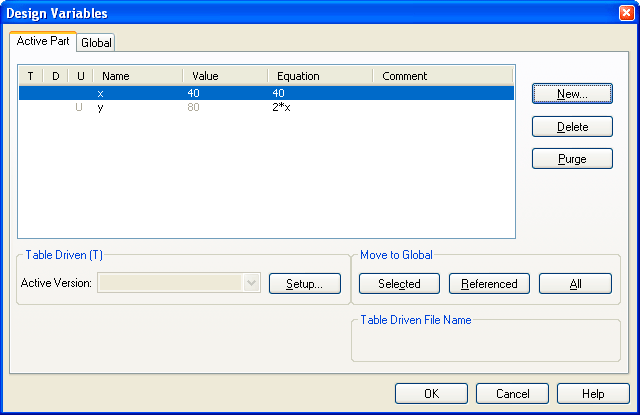 Design Variables
Active Part Global
T D U Name Value Equation Comment
x 40 40
U y 80 2*x
New...
Delete
Purge
Table Driven (T)
Active Version: Setup...
Move to Global
Selected Referenced All
Table Driven File Name
OK Cancel Help